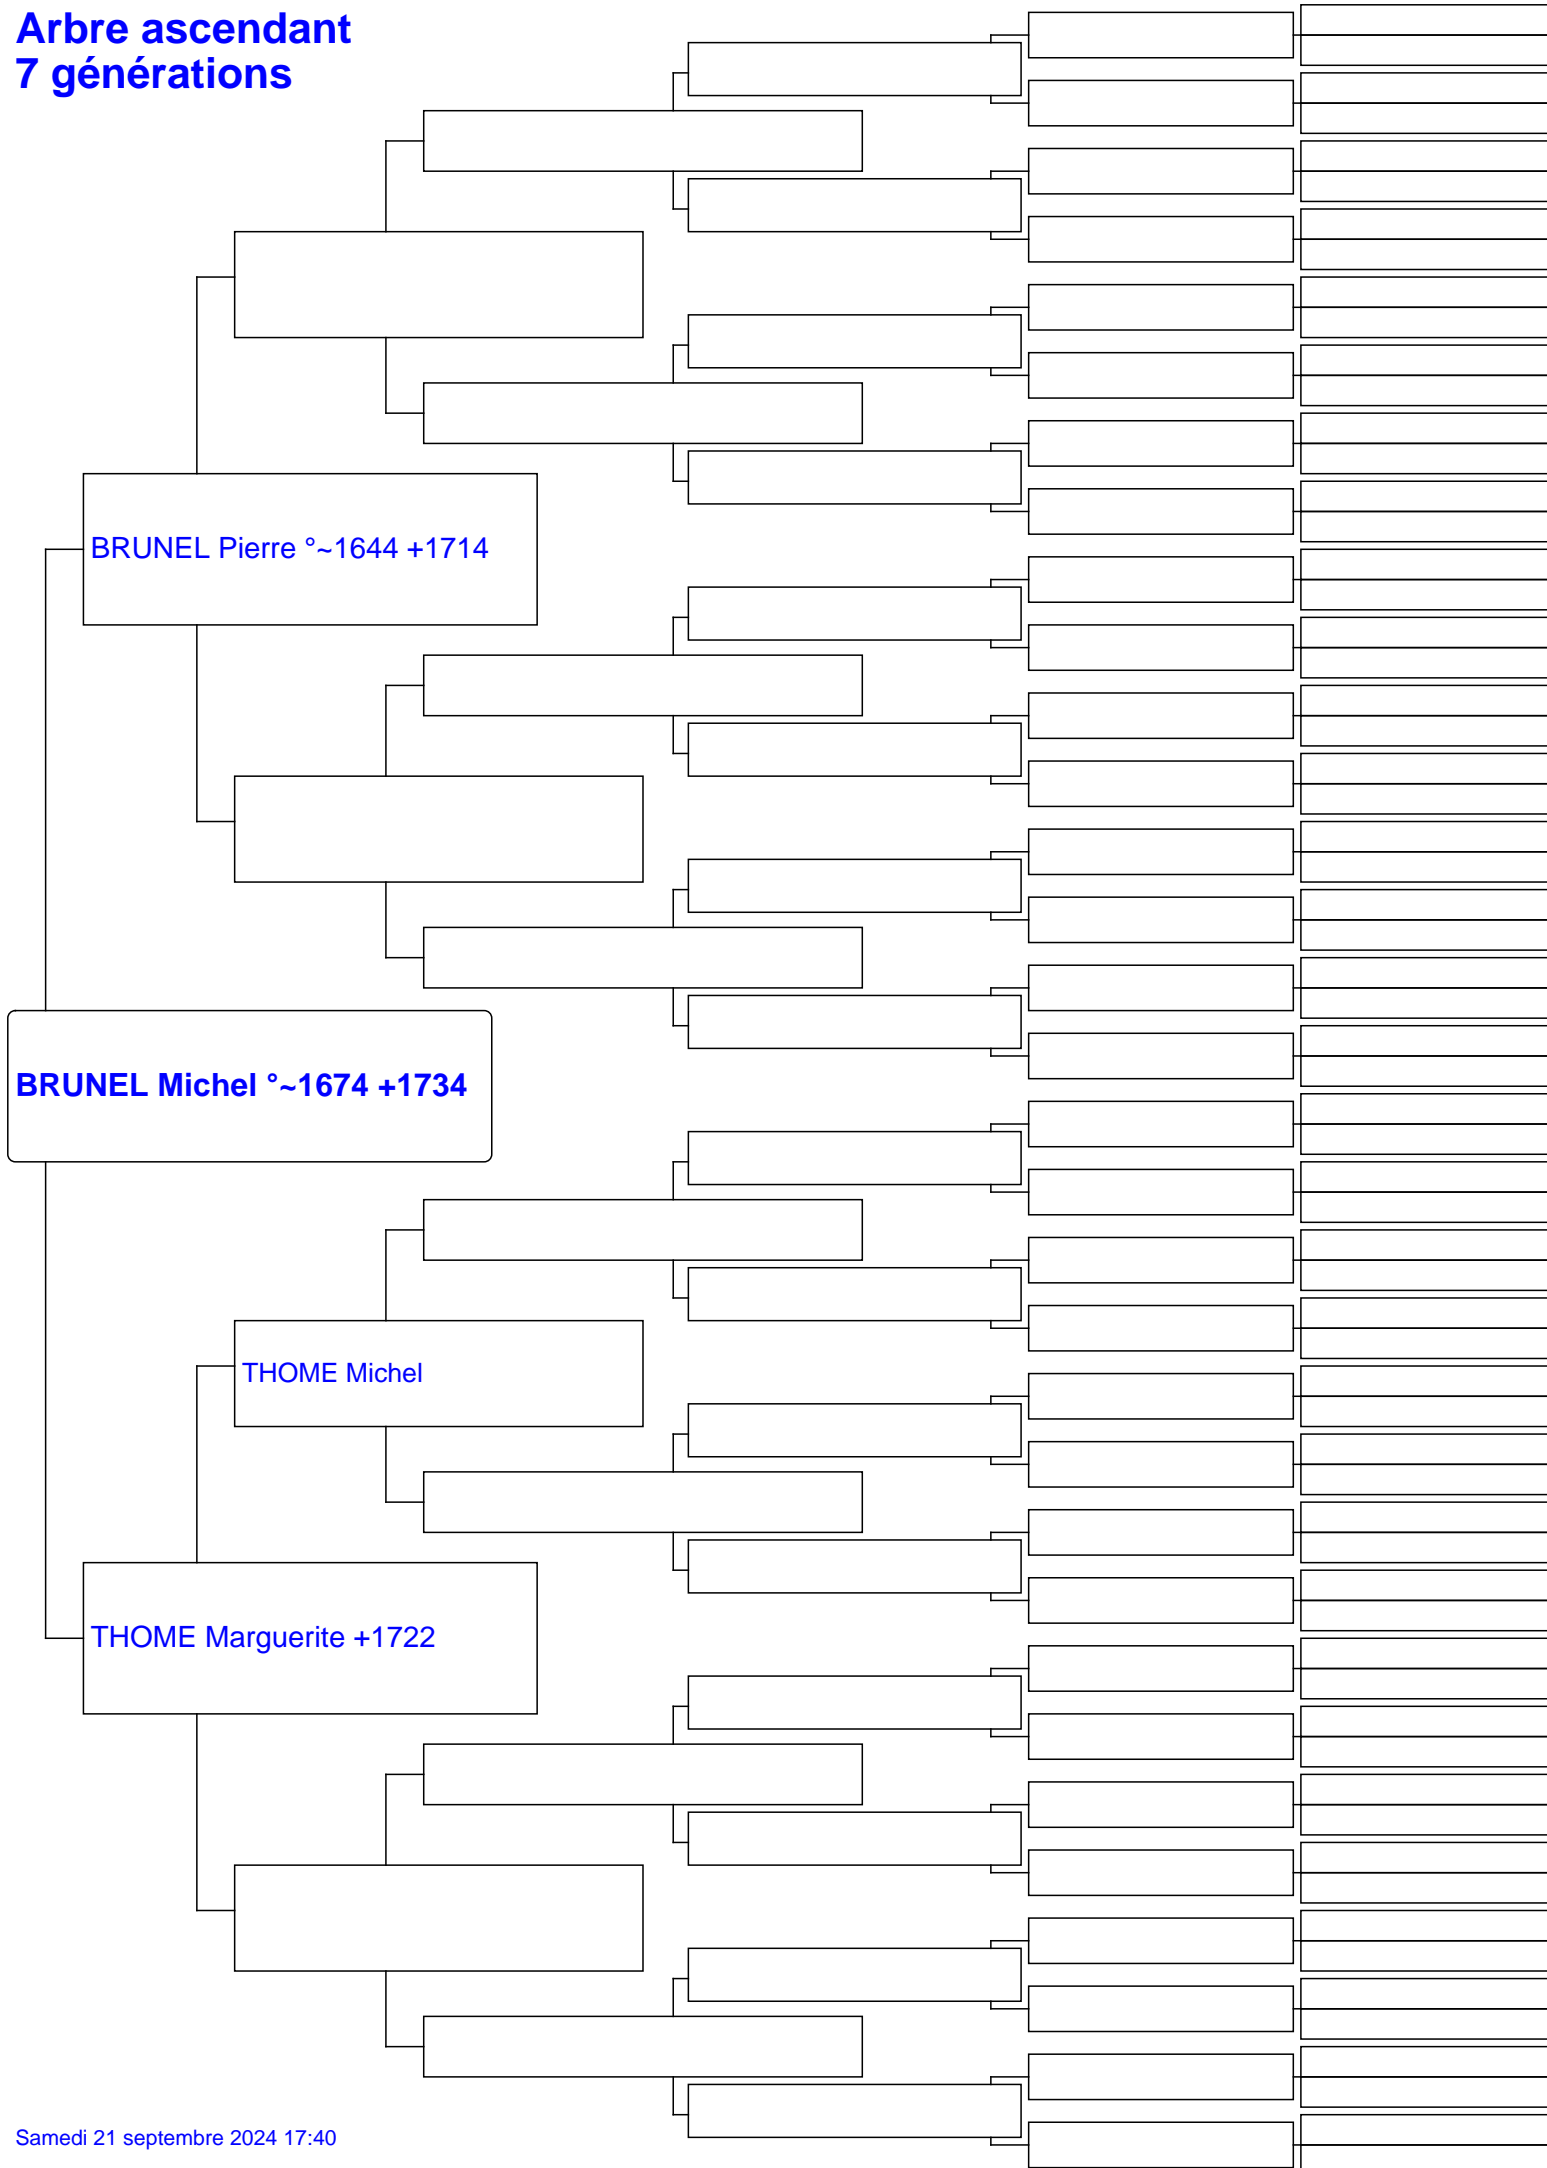 Arbre ascendant
7 générations
BRUNEL Pierre °~1644 +1714
BRUNEL Michel °~1674 +1734
THOME Michel
THOME Marguerite +1722
Samedi 21 septembre 2024 17:40